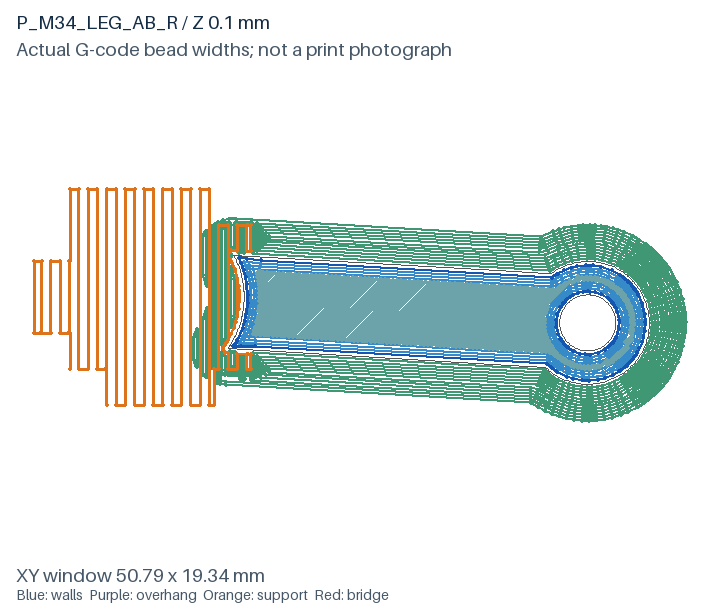 P_M34_LEG_AB_R / Z 0.1 mm
Actual G-code bead widths; not a print photograph
XY window 50.79 x 19.34 mm
Blue: walls  Purple: overhang  Orange: support  Red: bridge